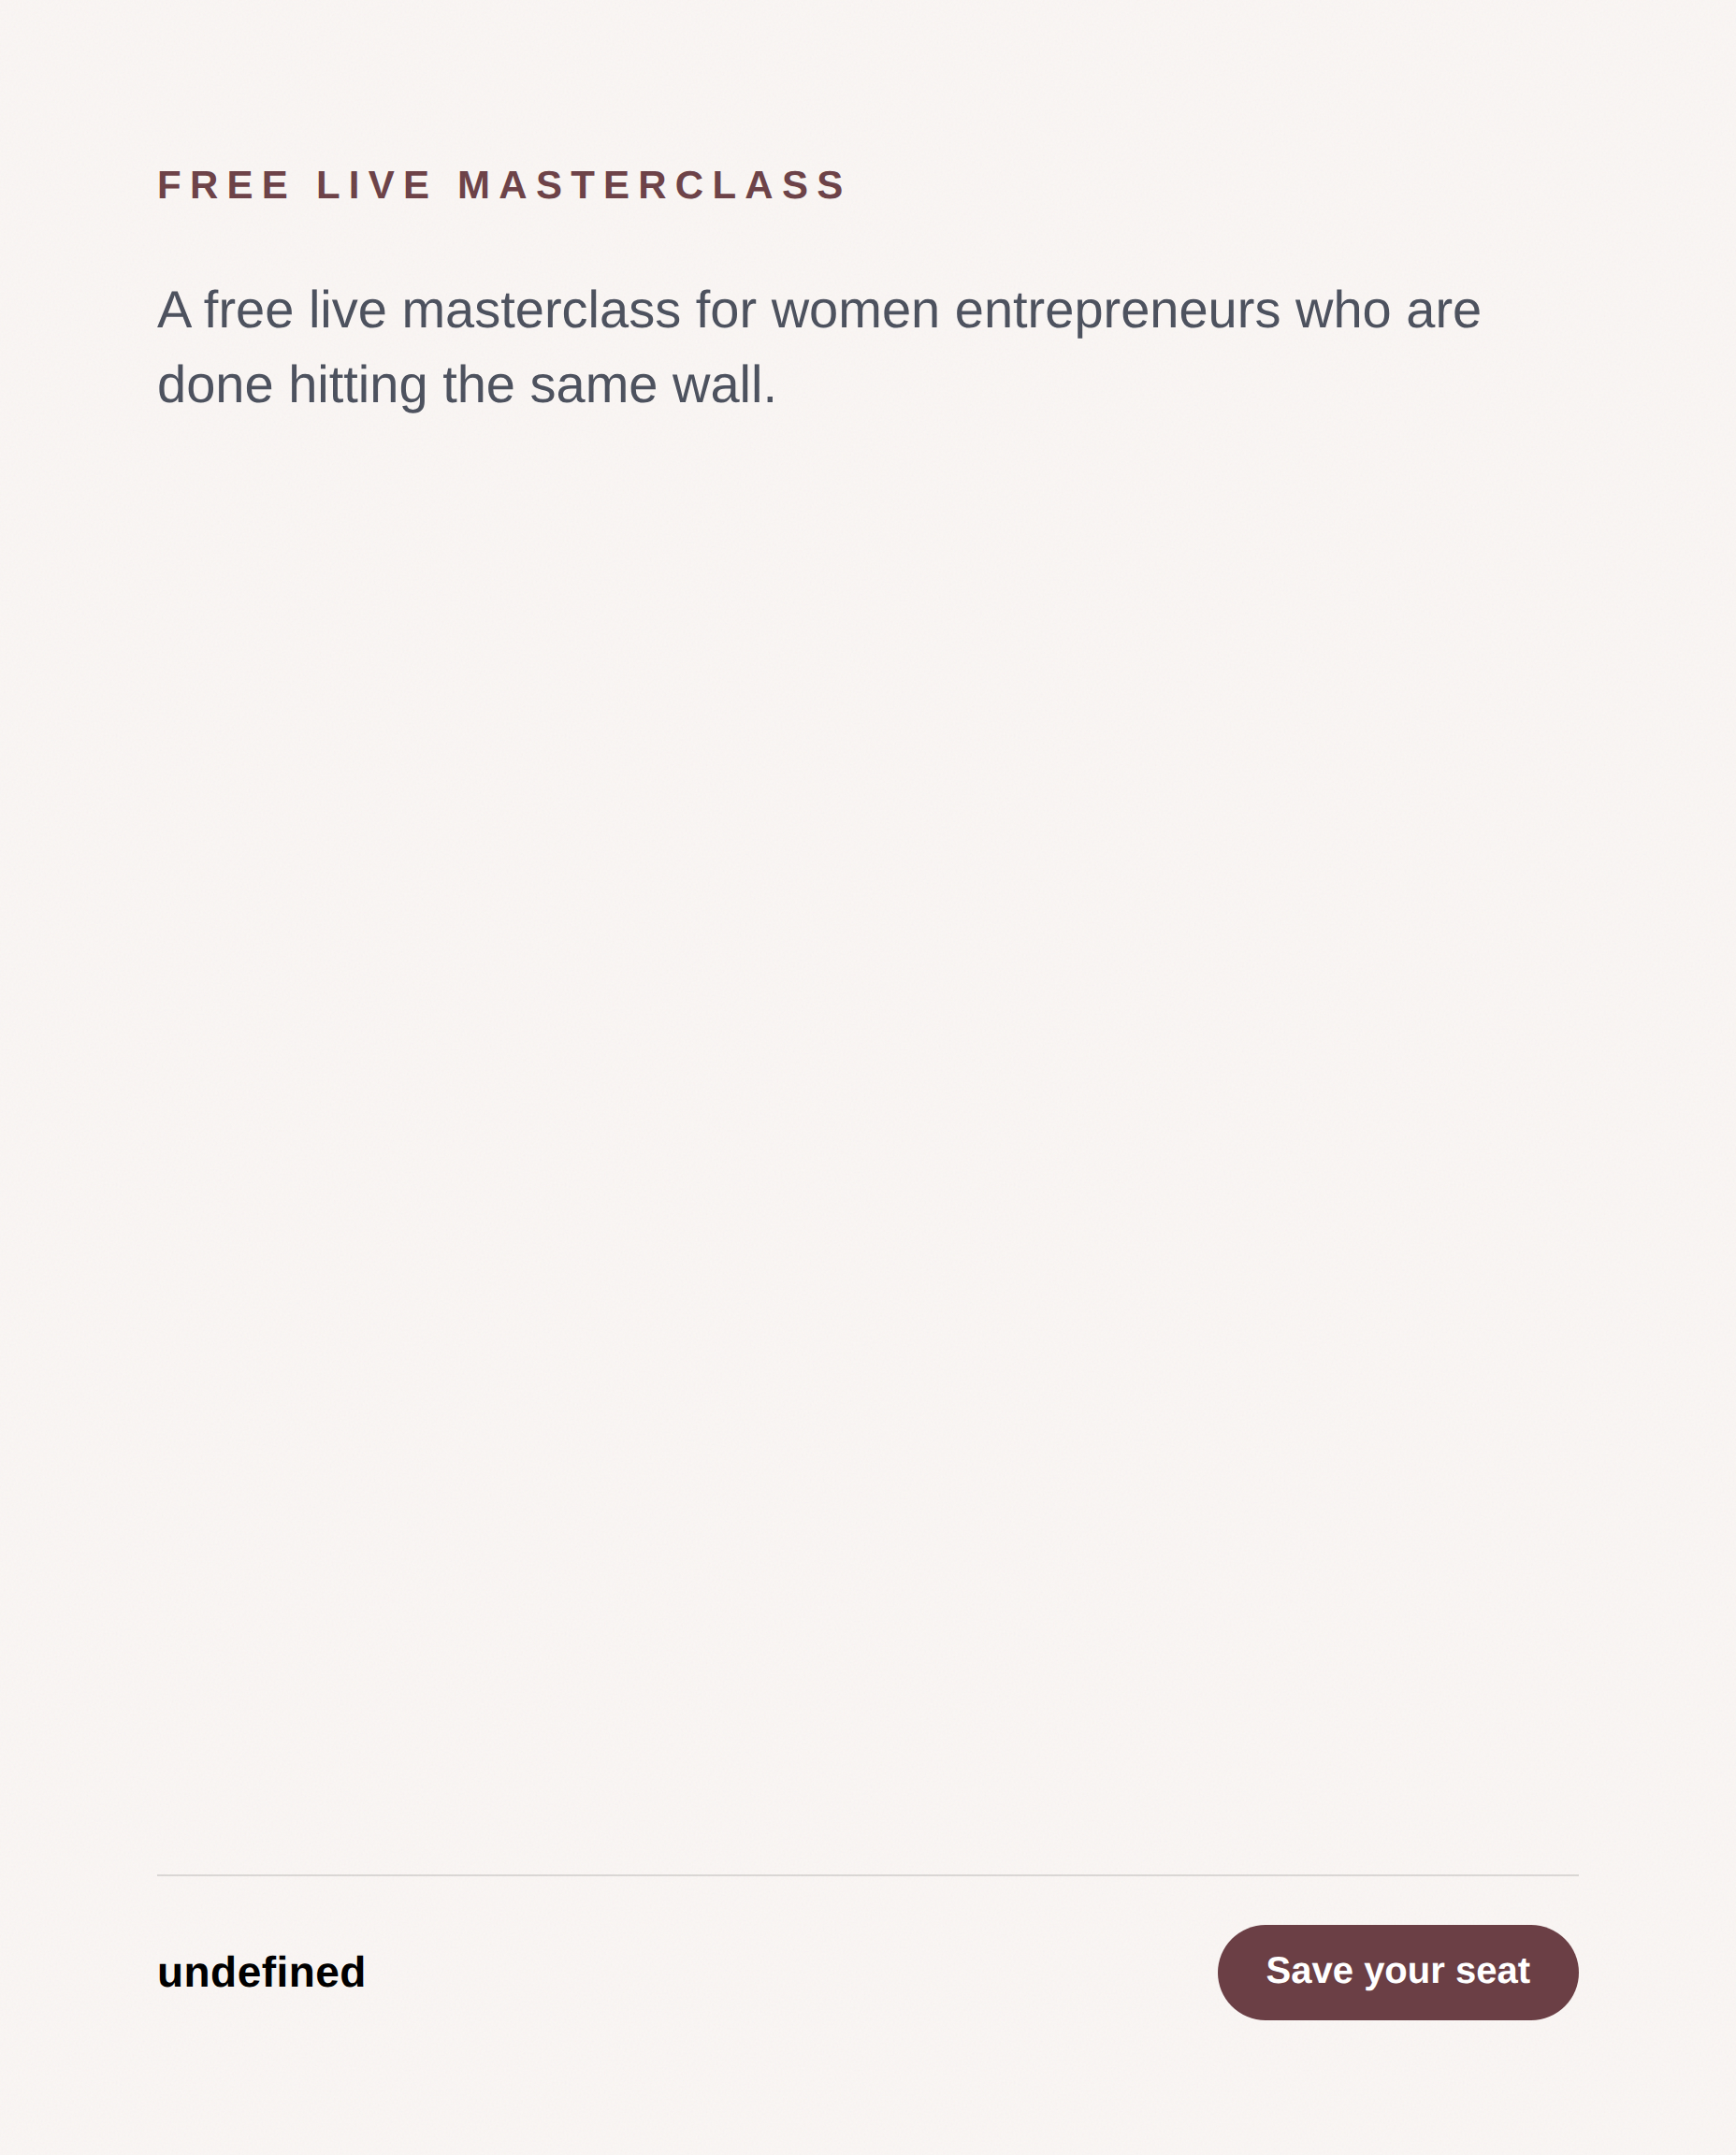 FREE LIVE MASTERCLASS
A free live masterclass for women entrepreneurs who are
done hitting the same wall.
undefined
Save your seat